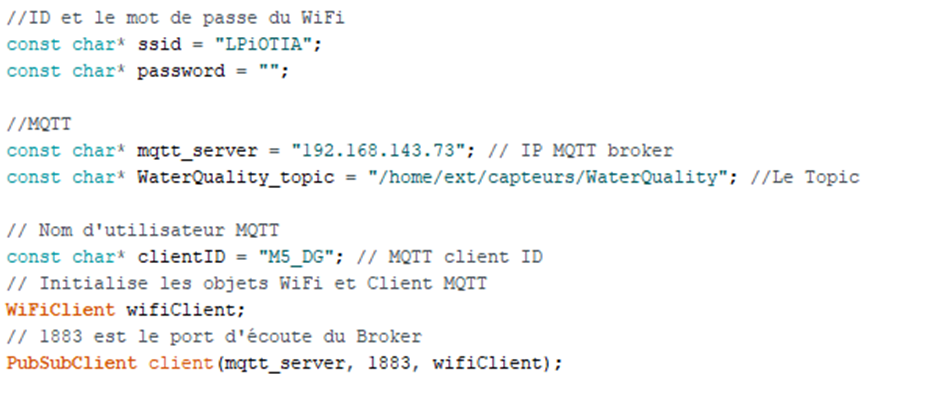 //ID et le mot de passe du WiFi
const char* ssid = "LPiOTIA";
const char* password = "";
//MQTT
const char* mqtt_server = "192.168.143.73"; // IP MQTT broker
const char* WaterQuality_topic = "/home/ext/capteurs/WaterQuality"; //Le Topic
// Nom d'utilisateur MQTT
const char* clientID = "M5_DG"; // MQTT client ID
// Initialise les objets WiFi et Client MQTT
WiFiClient wifiClient;
// 1883 est le port d'écoute du Broker
PubSubClient client(mqtt_server, 1883, wifiClient);